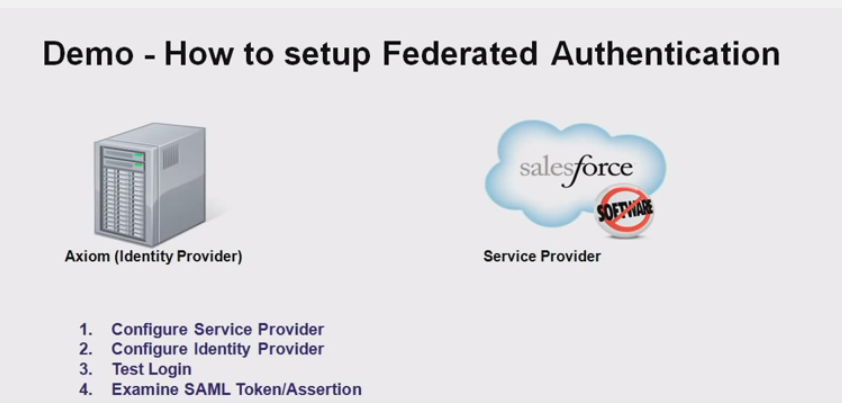 Demo - How to setup Federated Authentication
salesforce
SOFTWARE
Axiom (Identity Provider)
Service Provider
1. Configure Service Provider
2. Configure Identity Provider
3. Test Login
4. Examine SAML Token/Assertion